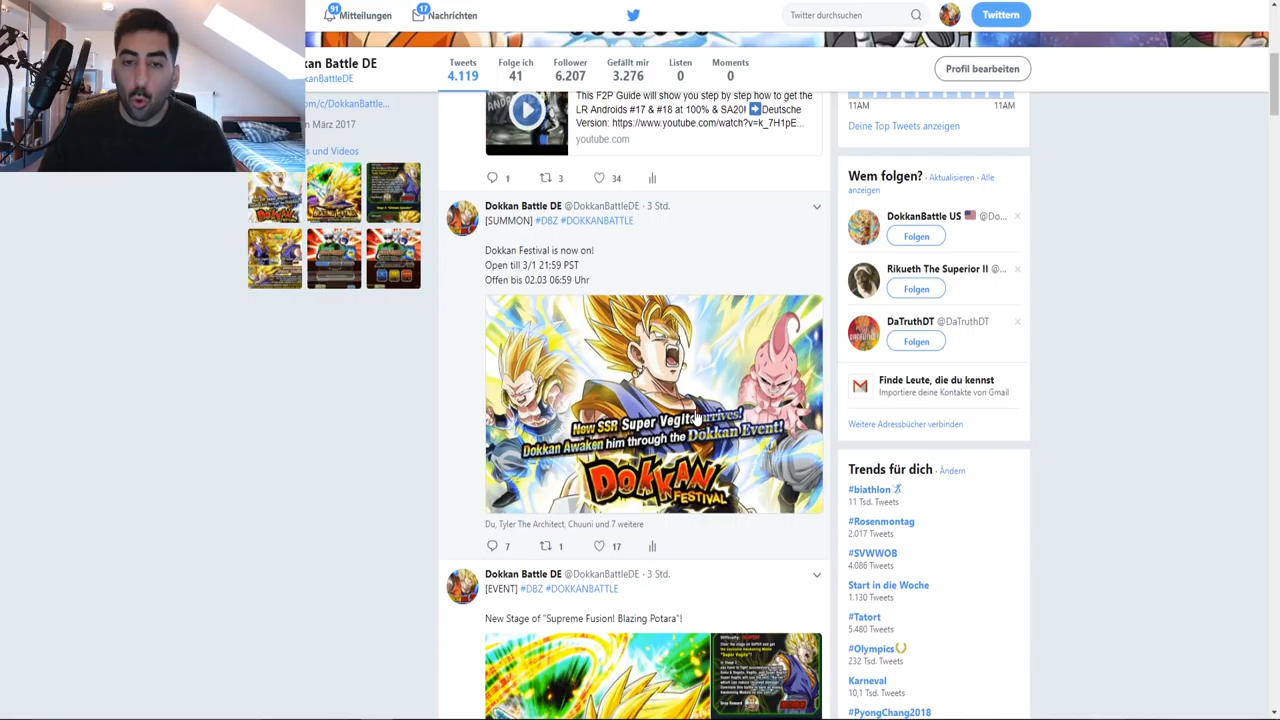 91
Mitteilungen
17
Nachrichten
Twitter durchsuchen
Twittern
kan Battle DE
kanBattleDE
om/c/DokkanBattle...
n März 2017
s und Videos
Tweets
4.119
Folge ich
41
Follower
6.207
Gefällt mir
3.276
Listen
0
Moments
0
Profil bearbeiten
This F2P Guide will show you step by step how to get the
LR Androids #17 & #18 at 100% & SA20! ➡Deutsche
Version: https://www.youtube.com/watch?v=k_7H1pE...
youtube.com
1
3
34
Dokkan Battle DE @DokkanBattleDE · 3 Std.
[SUMMON] #DBZ #DOKKANBATTLE
Dokkan Festival is now on!
Open till 3/1 21:59 PST
Offen bis 02.03 06:59 Uhr
New SSR Super Vegito arrives!
Dokkan Awaken him through the Dokkan Event!
DOKKAN
FESTIVAL
Du, Tyler The Architect, Chuuni und 7 weitere
7
1
17
Dokkan Battle DE @DokkanBattleDE · 3 Std.
[EVENT] #DBZ #DOKKANBATTLE
New Stage of "Supreme Fusion! Blazing Potara"!
11AM
11AM
Deine Top Tweets anzeigen
Wem folgen? · Aktualisieren · Alle
anzeigen
DokkanBattle US @Do...
Folgen
Rikueth The Superior II @...
Folgen
DaTruthDT @DaTruthDT
Folgen
Finde Leute, die du kennst
Importiere deine Kontakte von Gmail
Weitere Adressbücher verbinden
Trends für dich · Ändern
#biathlon
11 Tsd. Tweets
#Rosenmontag
2.017 Tweets
#SVWWOB
4.086 Tweets
Start in die Woche
1.130 Tweets
#Tatort
5.480 Tweets
#Olympics
232 Tsd. Tweets
Karneval
10,1 Tsd. Tweets
#PyongChang2018